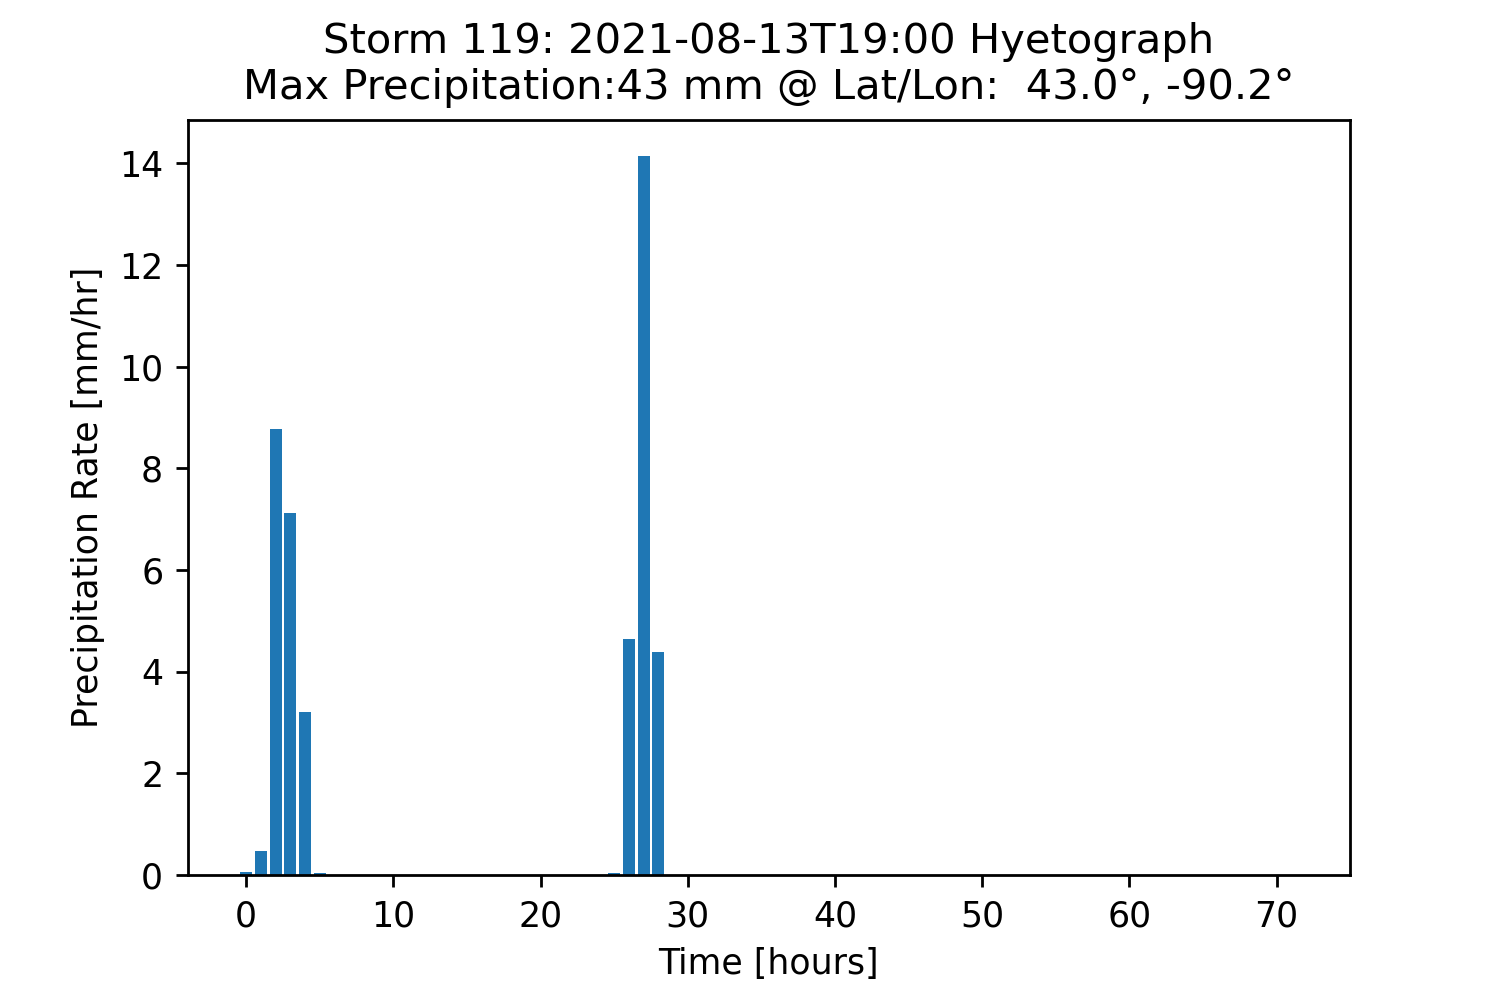 Storm 119: 2021-08-13T19:00 Hyetograph
Max Precipitation:43 mm @ Lat/Lon:  43.0°, -90.2°
Precipitation Rate [mm/hr]
14
12
10
8
6
4
2
0
0 10 20 30 40 50 60 70
Time [hours]